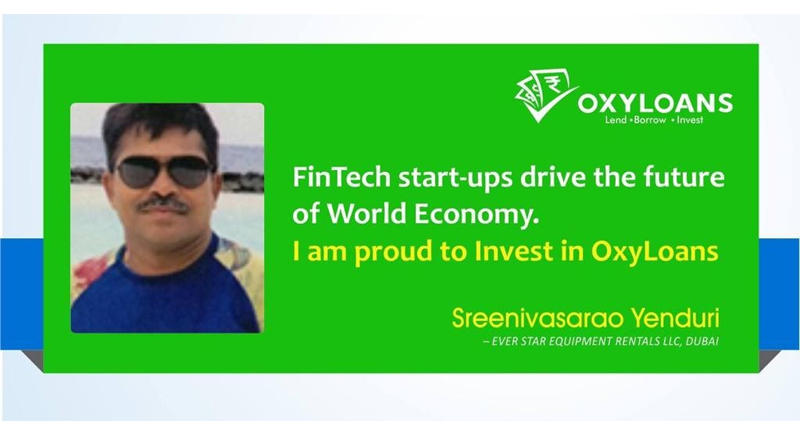 OXYLOANS
Lend • Borrow • Invest
FinTech start-ups drive the future
of World Economy.
I am proud to Invest in OxyLoans
Sreenivasarao Yenduri
– EVER STAR EQUIPMENT RENTALS LLC, DUBAI